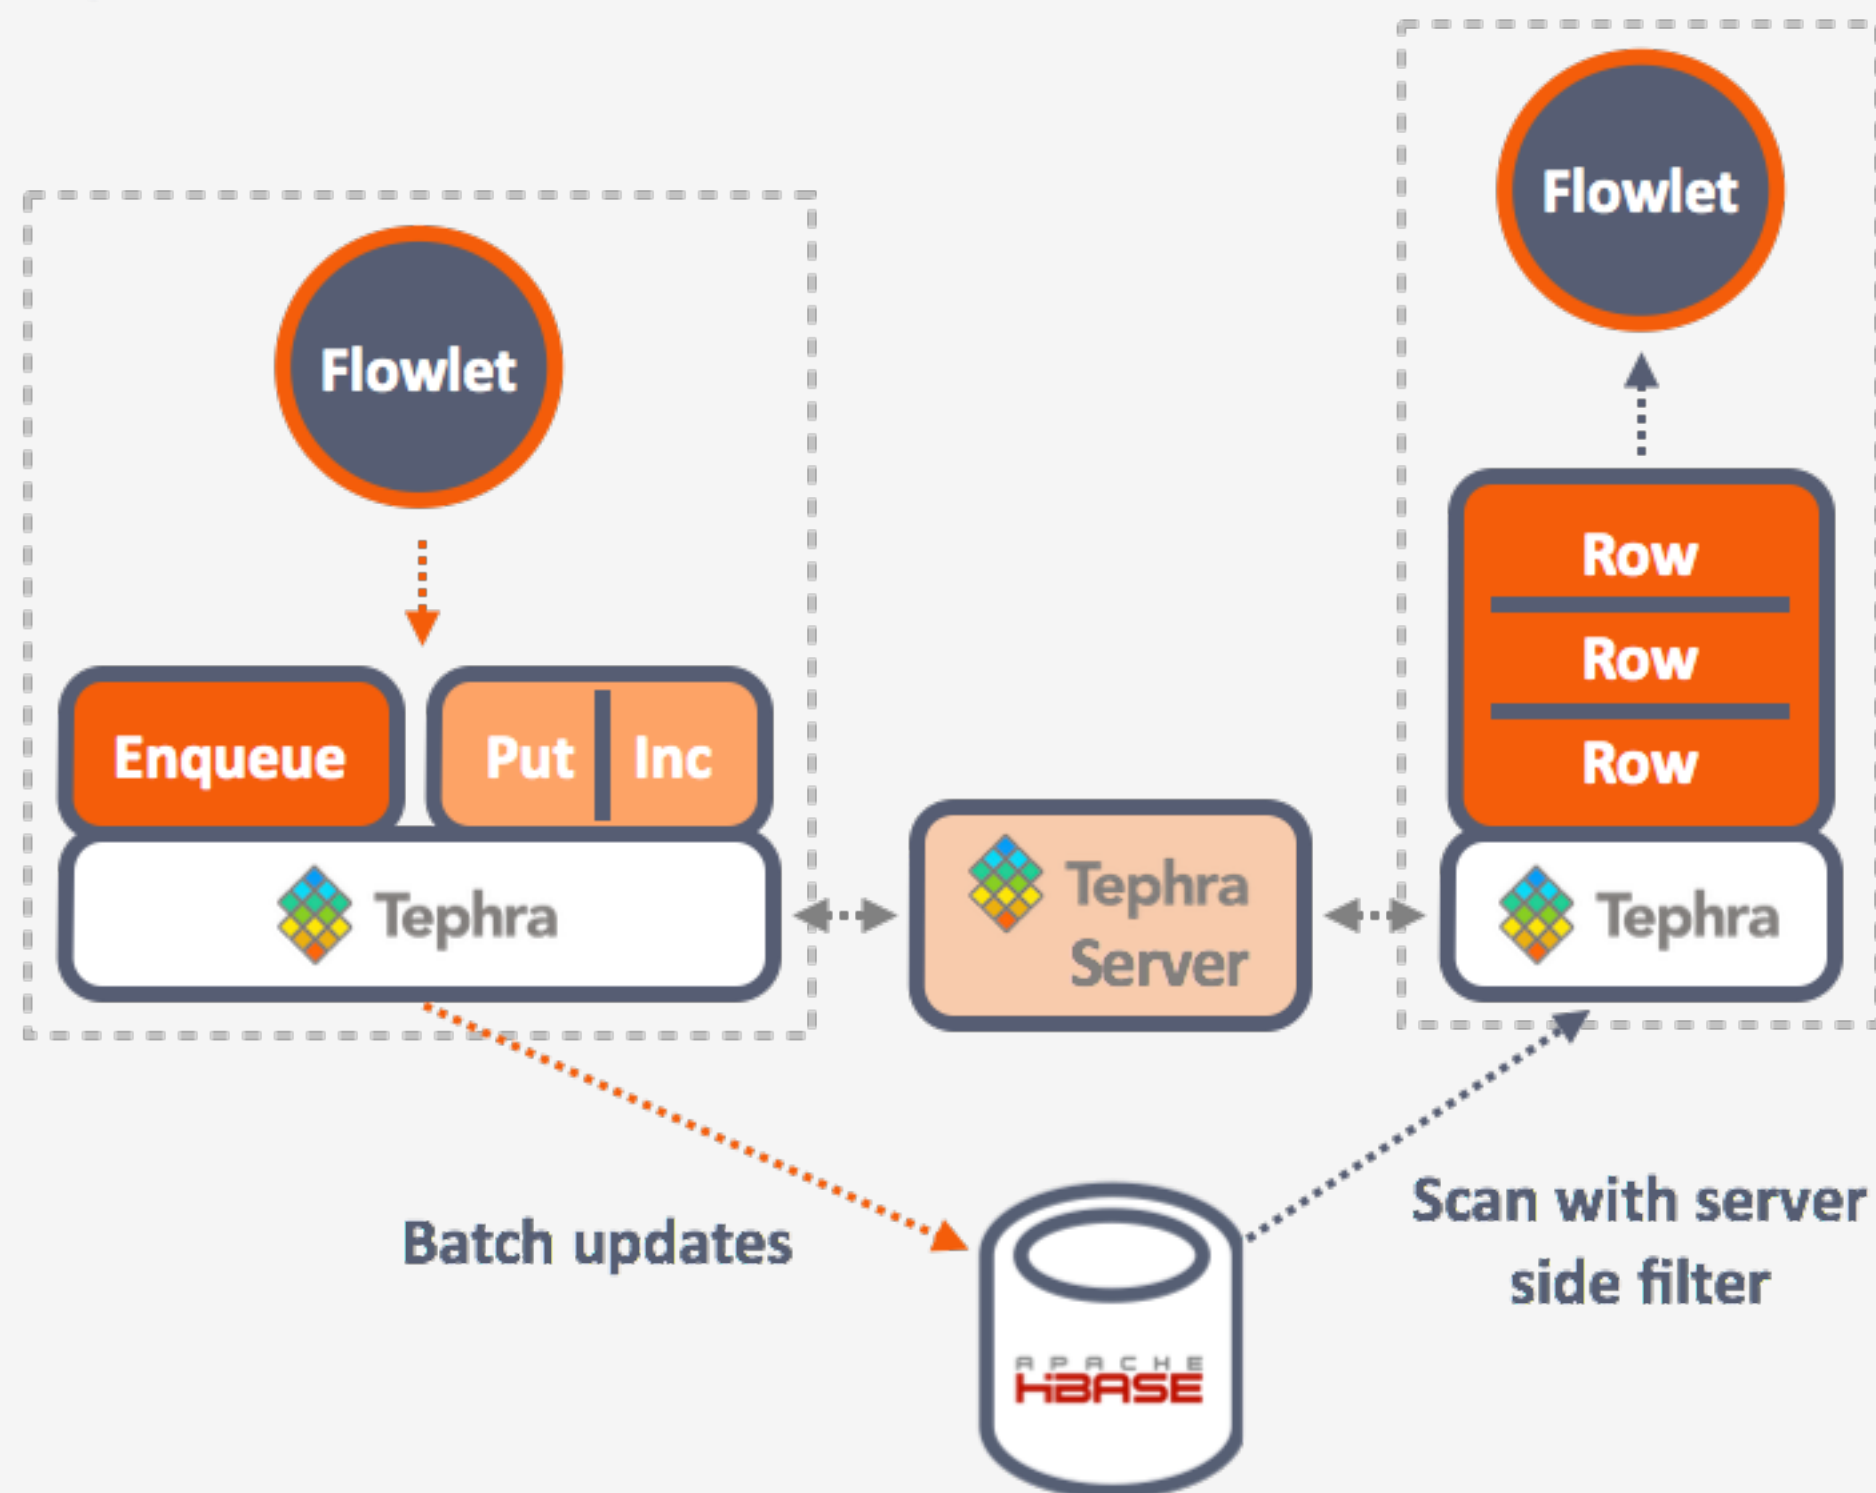 Flowlet
Flowlet
Enqueue
Put
Inc
Row
Row
Row
Tephra
Tephra
Server
Tephra
Batch updates
Scan with server
side filter
APACHE
HBASE